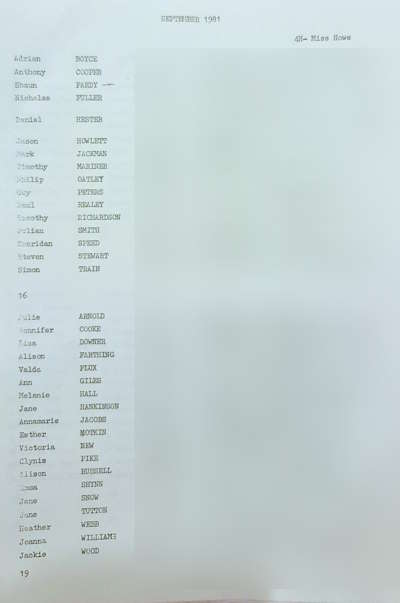 SEPTEMBER 1981
4H- Miss Howe
Adrian BOYCE
Anthony COOPER
Shaun FARDY
Nicholas FULLER
Daniel HESTER
Jason HOWLETT
Mark JACKMAN
Timothy MARINER
Philip OATLEY
Guy PETERS
Paul REALEY
Timothy RICHARDSON
Julian SMITH
Sheridan SPEED
Steven STEWART
Simon TRAIN
16
Julie ARNOLD
Jennifer COOKE
Lisa DOWNER
Alison FARTHING
Valda FLUX
Ann GILES
Melanie HALL
Jane HANKINSON
Annamarie JACOBS
Esther MOTKIN
Victoria NEW
Glynis PIKE
Alison RUSSELL
Emma SHYNN
Jane SNOW
Jane TUTTON
Heather WEBB
Joanna WILLIAMS
Jackie WOOD
19